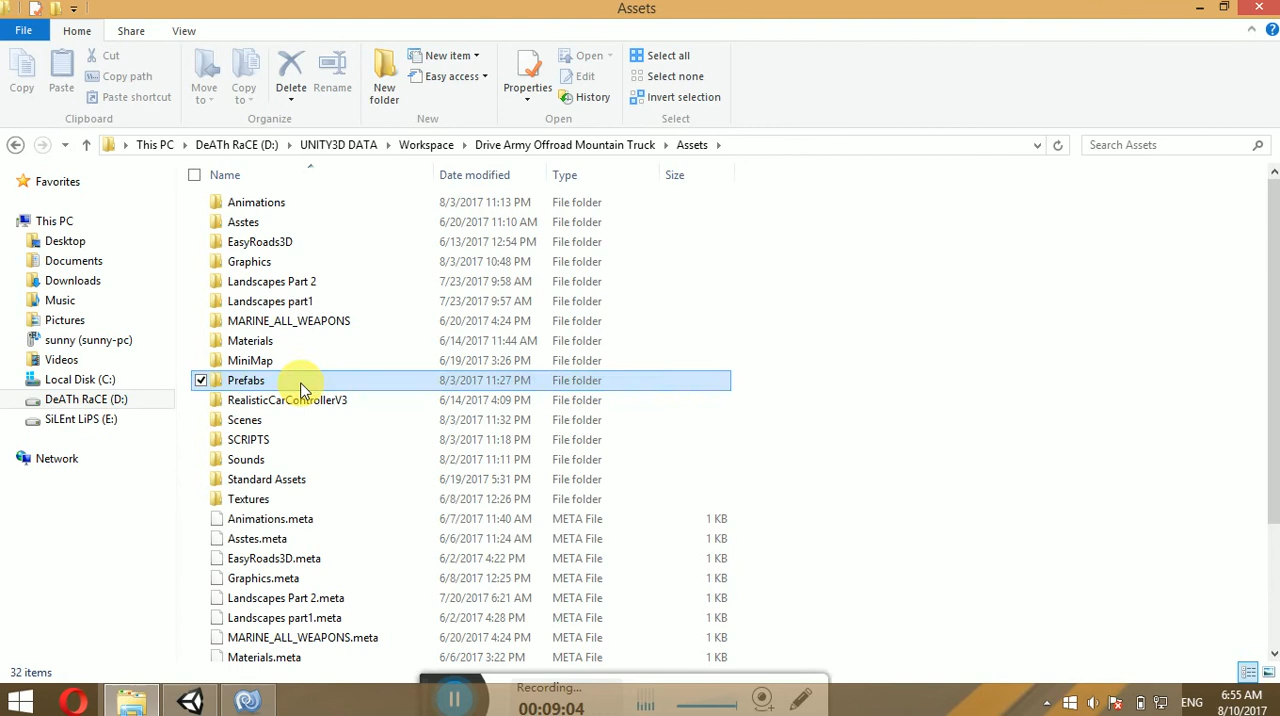 Assets
File
Home
Share
View
Copy
Paste
Cut
Copy path
Paste shortcut
Clipboard
Move to
Copy to
Delete
Rename
Organize
New folder
New item
Easy access
New
Properties
Open
Edit
History
Open
Select all
Select none
Invert selection
Select
This PC
DeATh RaCE (D:)
UNITY3D DATA
Workspace
Drive Army Offroad Mountain Truck
Assets
Search Assets
Favorites
This PC
Desktop
Documents
Downloads
Music
Pictures
sunny (sunny-pc)
Videos
Local Disk (C:)
DeATh RaCE (D:)
SiLEnt LiPS (E:)
Network
Name Date modified Type Size
Animations 8/3/2017 11:13 PM File folder
Asstes 6/20/2017 11:10 AM File folder
EasyRoads3D 6/13/2017 12:54 PM File folder
Graphics 8/3/2017 10:48 PM File folder
Landscapes Part 2 7/23/2017 9:58 AM File folder
Landscapes part1 7/23/2017 9:57 AM File folder
MARINE_ALL_WEAPONS 6/20/2017 4:24 PM File folder
Materials 6/14/2017 11:44 AM File folder
MiniMap 6/19/2017 3:26 PM File folder
Prefabs 8/3/2017 11:27 PM File folder
RealisticCarControllerV3 6/14/2017 4:09 PM File folder
Scenes 8/3/2017 11:32 PM File folder
SCRIPTS 8/3/2017 11:18 PM File folder
Sounds 8/2/2017 11:11 PM File folder
Standard Assets 6/19/2017 5:31 PM File folder
Textures 6/8/2017 12:26 PM File folder
Animations.meta 6/7/2017 11:40 AM META File 1 KB
Asstes.meta 6/6/2017 11:24 AM META File 1 KB
EasyRoads3D.meta 6/2/2017 4:22 PM META File 1 KB
Graphics.meta 6/8/2017 12:25 PM META File 1 KB
Landscapes Part 2.meta 7/20/2017 6:21 AM META File 1 KB
Landscapes part1.meta 6/2/2017 4:28 PM META File 1 KB
MARINE_ALL_WEAPONS.meta 6/20/2017 4:24 PM META File 1 KB
Materials.meta 6/6/2017 3:22 PM META File 1 KB
32 items
Recording...
00:09:04
ENG
6:55 AM
8/10/2017